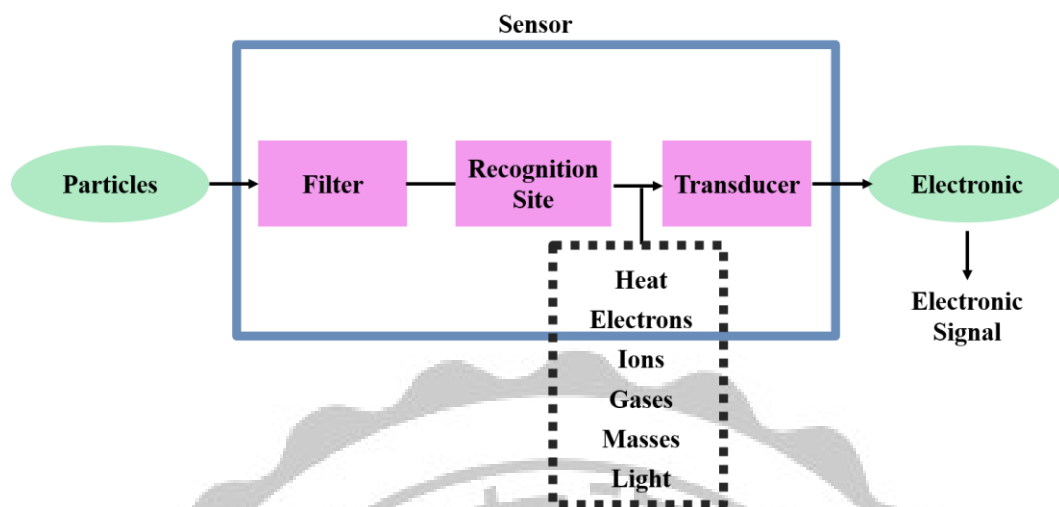 Sensor
Particles
Filter
Recognition
Site
Transducer
Electronic
Heat
Electrons
Ions
Gases
Masses
Light
Electronic
Signal